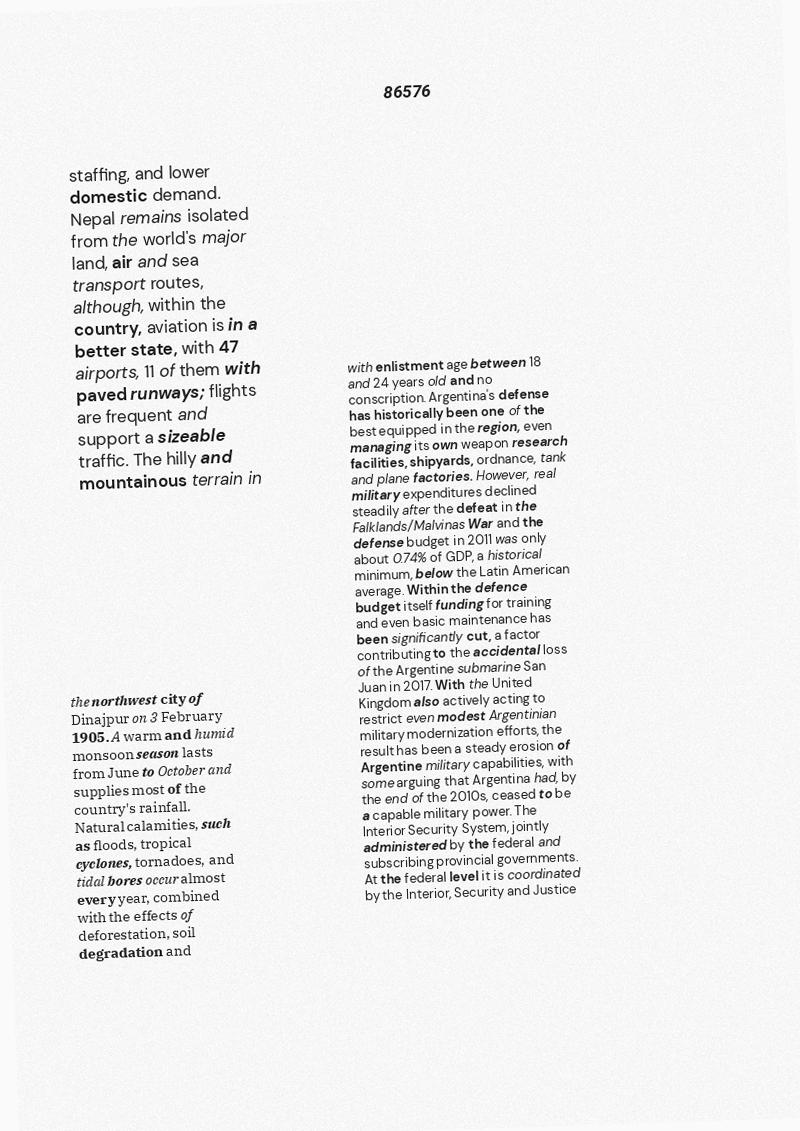 86576
staffing, and lower
domestic demand.
Nepal remains isolated
from the world's major
land, air and sea
transport routes,
although, within the
country, aviation is in a
better state, with 47
airports, 11 of them with
paved runways; flights
are frequent and
support a sizeable
traffic. The hilly and
mountainous terrain in
the northwest city of
Dinajpur on 3 February
1905. A warm and humid
monsoon season lasts
from June to October and
supplies most of the
country's rainfall.
Natural calamities, such
as floods, tropical
cyclones, tornadoes, and
tidal bores occur almost
every year, combined
with the effects of
deforestation, soil
degradation and
with enlistment age between 18
and 24 years old and no
conscription. Argentina's defense
has historically been one of the
best equipped in the region, even
managing its own weapon research
facilities, shipyards, ordnance, tank
and plane factories. However, real
military expenditures declined
steadily after the defeat in the
Falklands/Malvinas War and the
defense budget in 2011 was only
about 0.74% of GDP, a historical
minimum, below the Latin American
average. Within the defence
budget itself funding for training
and even basic maintenance has
been significantly cut, a factor
contributing to the accidental loss
of the Argentine submarine San
Juan in 2017. With the United
Kingdom also actively acting to
restrict even modest Argentinian
military modernization efforts, the
result has been a steady erosion of
Argentine military capabilities, with
some arguing that Argentina had, by
the end of the 2010s, ceased to be
a capable military power. The
Interior Security System, jointly
administered by the federal and
subscribing provincial governments.
At the federal level it is coordinated
by the Interior, Security and Justice